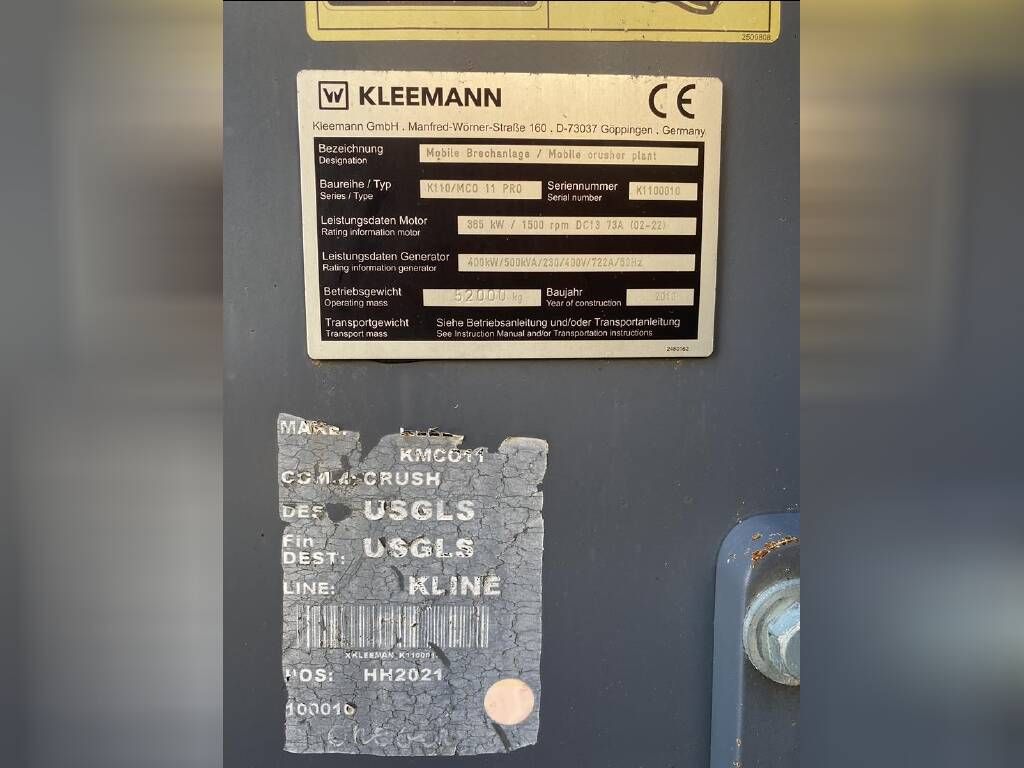 2509808
KLEEMANN CE
Kleemann GmbH . Manfred-Wörner-Straße 160 . D-73037 Göppingen . Germany
Bezeichnung
Designation
Mobile Brechanlage / Mobile crusher plant
Baureihe / Typ
Series / Type
K110/MCO 11 PRO
Seriennummer
Serial number
K1100010
Leistungsdaten Motor
Rating information motor
365 kW / 1500 rpm DC13 73A (02-22)
Leistungsdaten Generator
Rating information generator
400kW/500kVA/230/400V/722A/50Hz
Betriebsgewicht
Operating mass
52000 kg
Baujahr
Year of construction
Transportgewicht
Transport mass
Siehe Betriebsanleitung und/oder Transportanleitung
See Instruction Manual and/or Transportation instructions
MAKE:
KMCO11
CRUSH
USGLS
Fin
DEST: USGLS
LINE: KLINE
POS: HH2021
100010